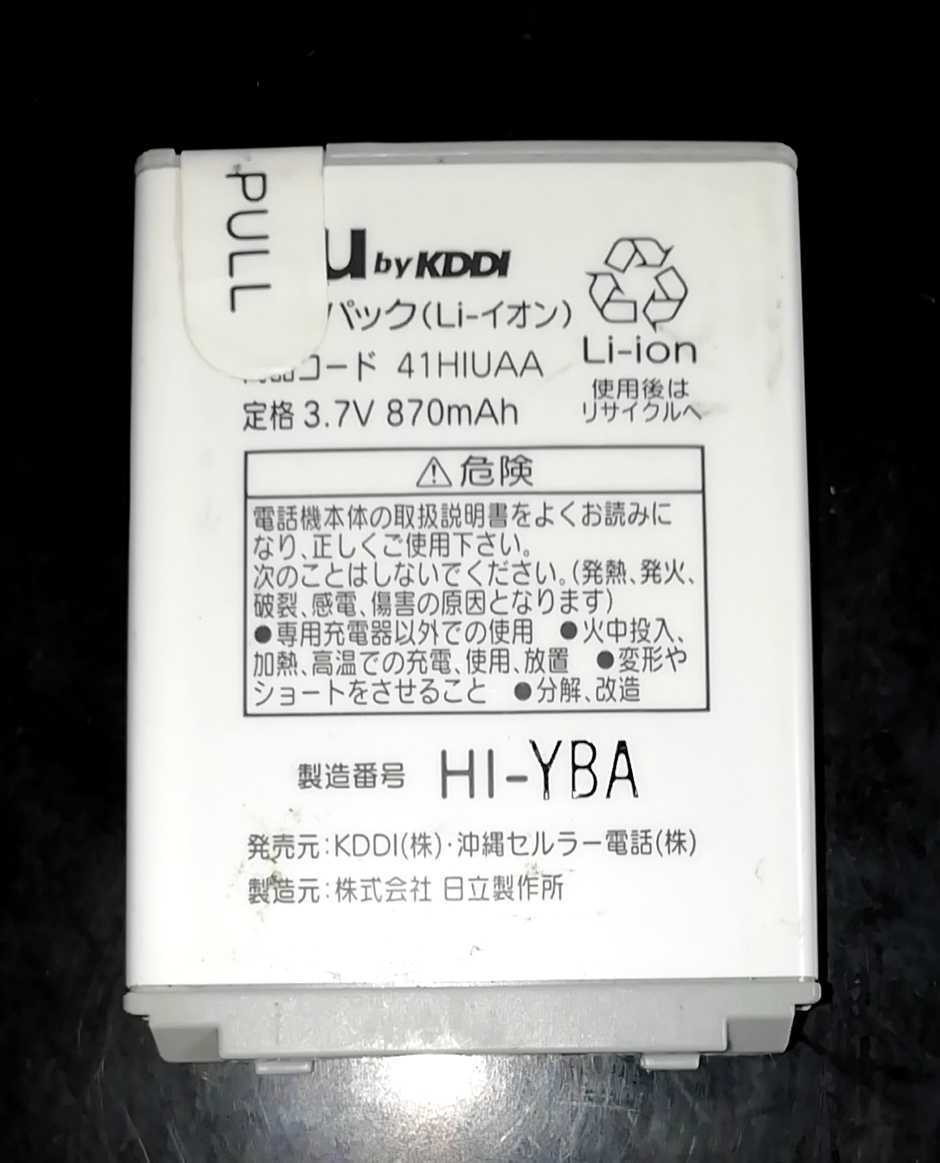 PULL
u by KDDI
パック(Li-イオン)
コード 41HIUAA
定格 3.7V 870mAh
Li-ion
使用後は
リサイクルへ
⚠危険
電話機本体の取扱説明書をよくお読みに
なり、正しくご使用下さい。
次のことはしないでください。(発熱、発火、
破裂、感電、傷害の原因となります)
●専用充電器以外での使用 ●火中投入、
加熱、高温での充電、使用、放置 ●変形や
ショートをさせること ●分解、改造
製造番号 HI-YBA
発売元:KDDI(株)・沖縄セルラー電話(株)
製造元:株式会社 日立製作所